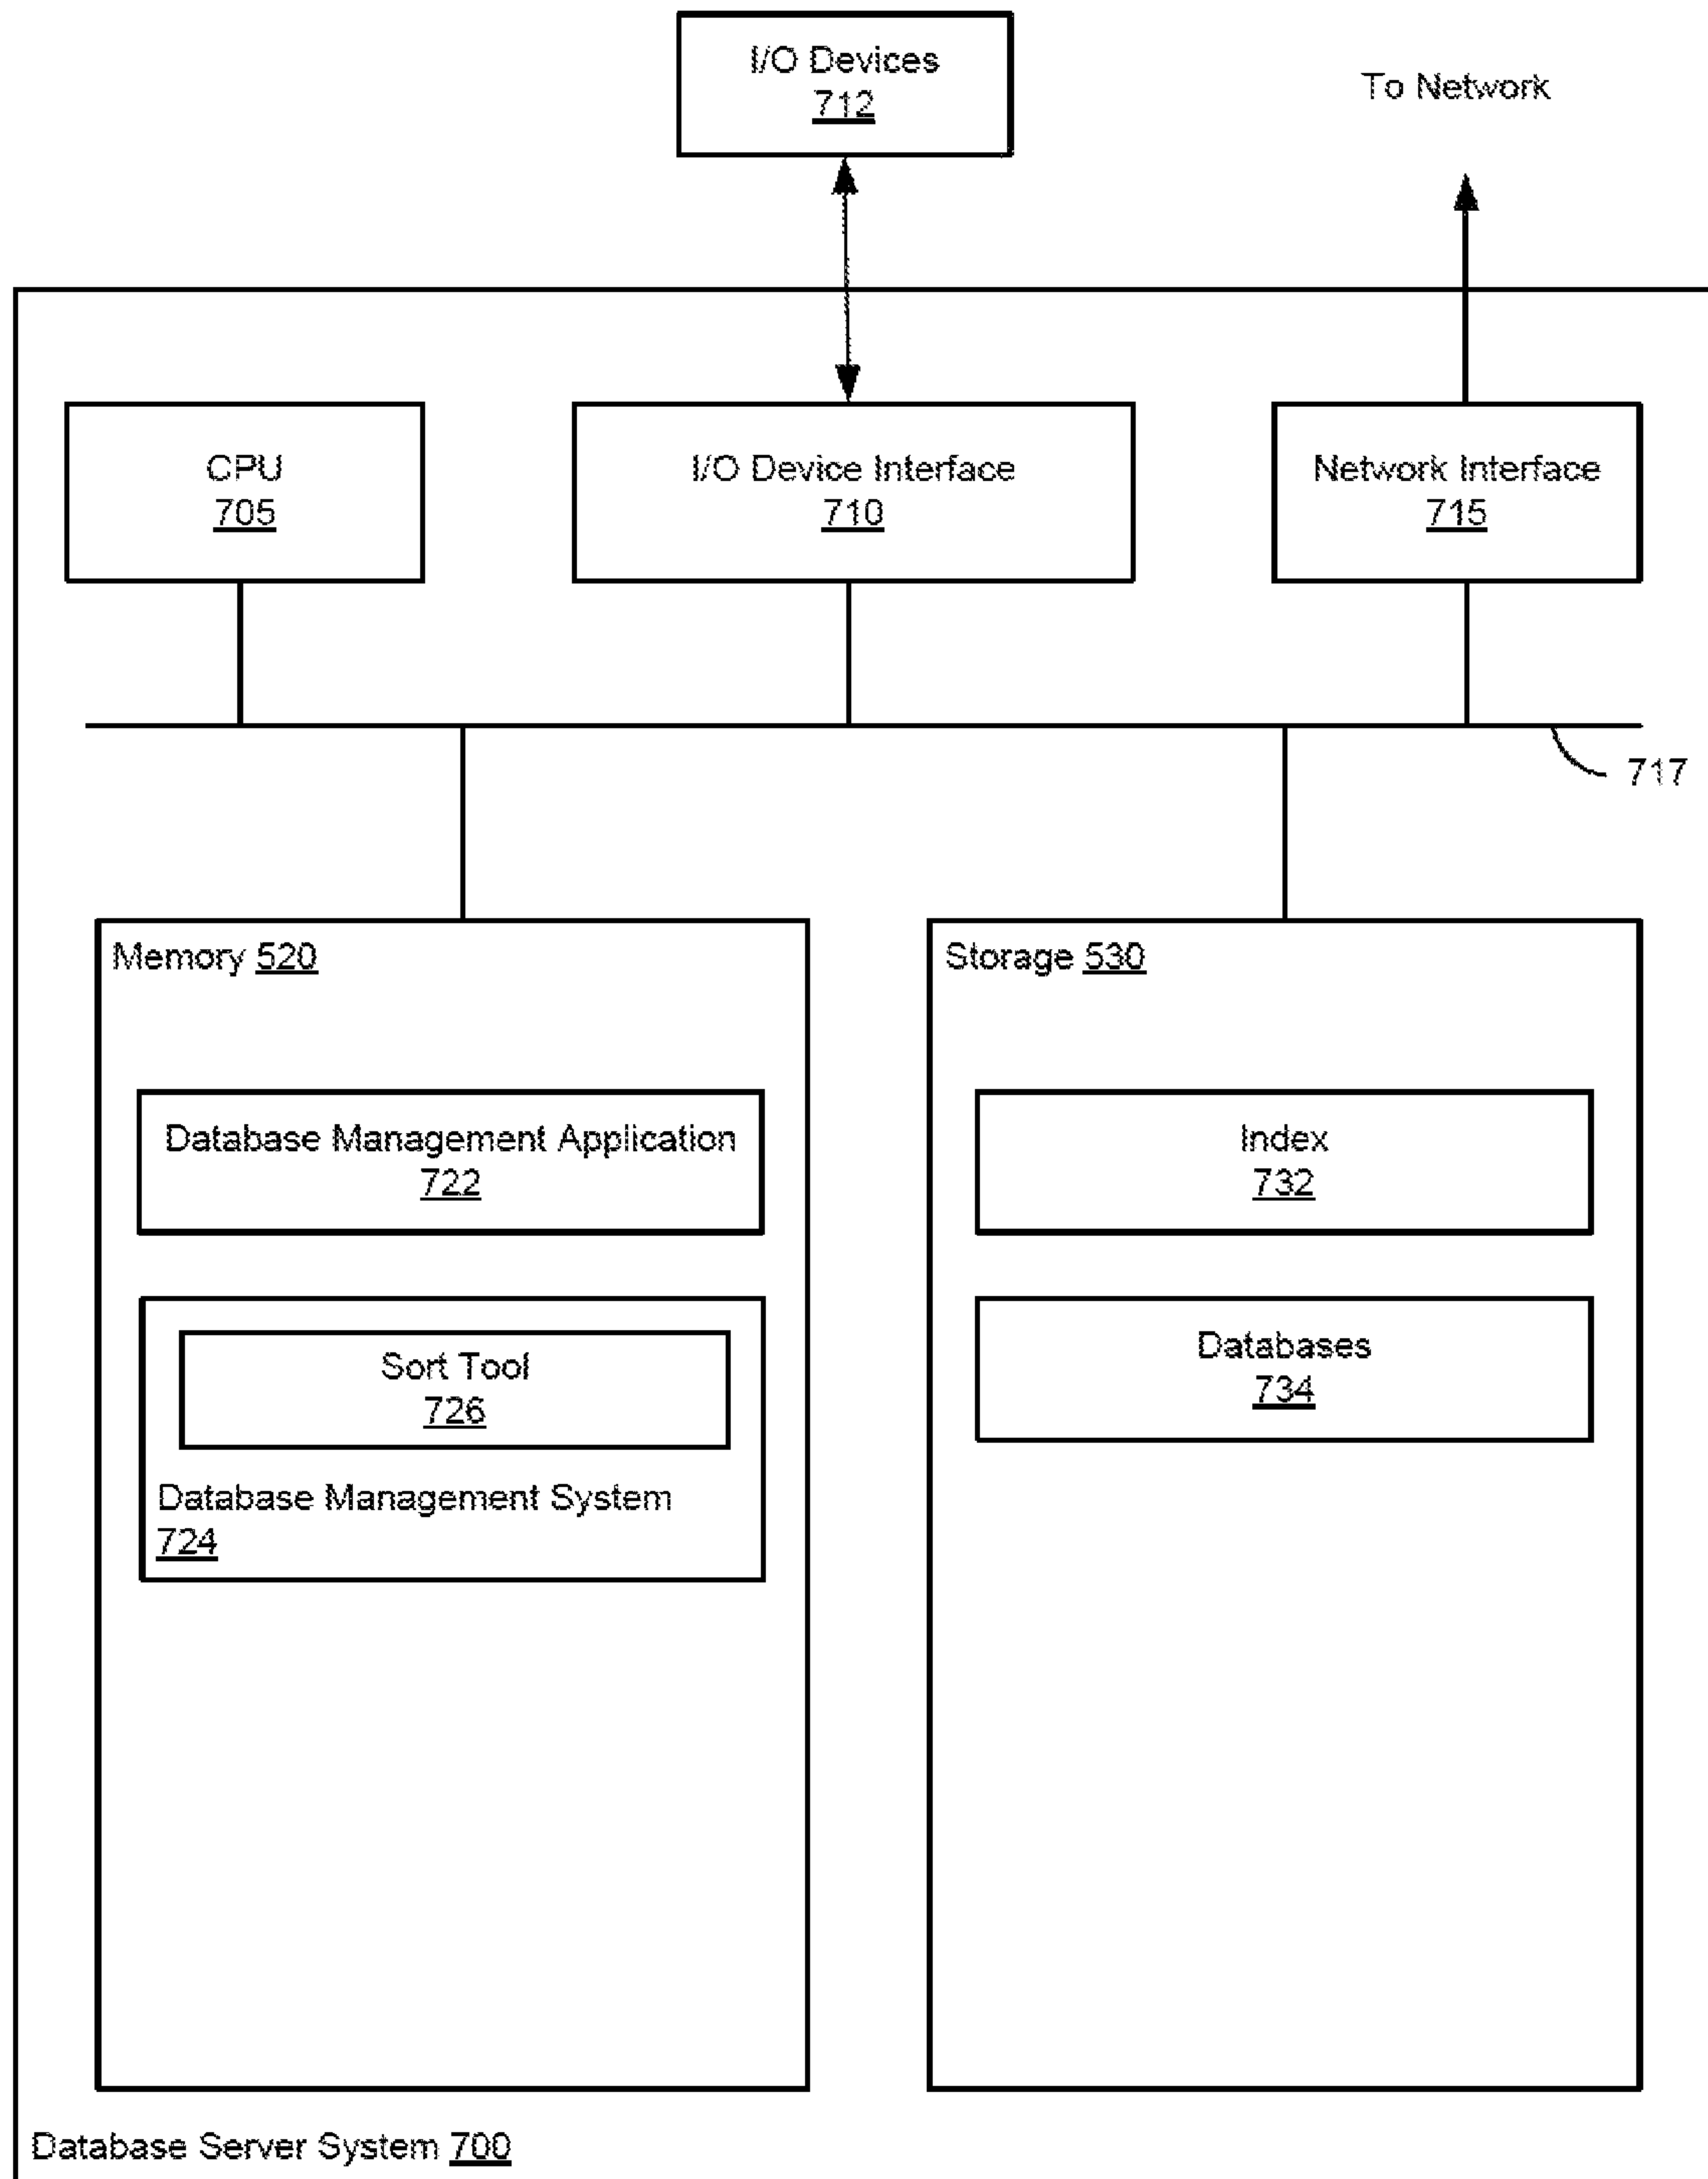 I/O Devices
712
To Network
CPU
705
I/O Device Interface
710
Network Interface
715
717
Memory 520
Storage 530
Database Management Application
722
Index
732
Sort Tool
726
Databases
734
Database Management System
724
Database Server System 700